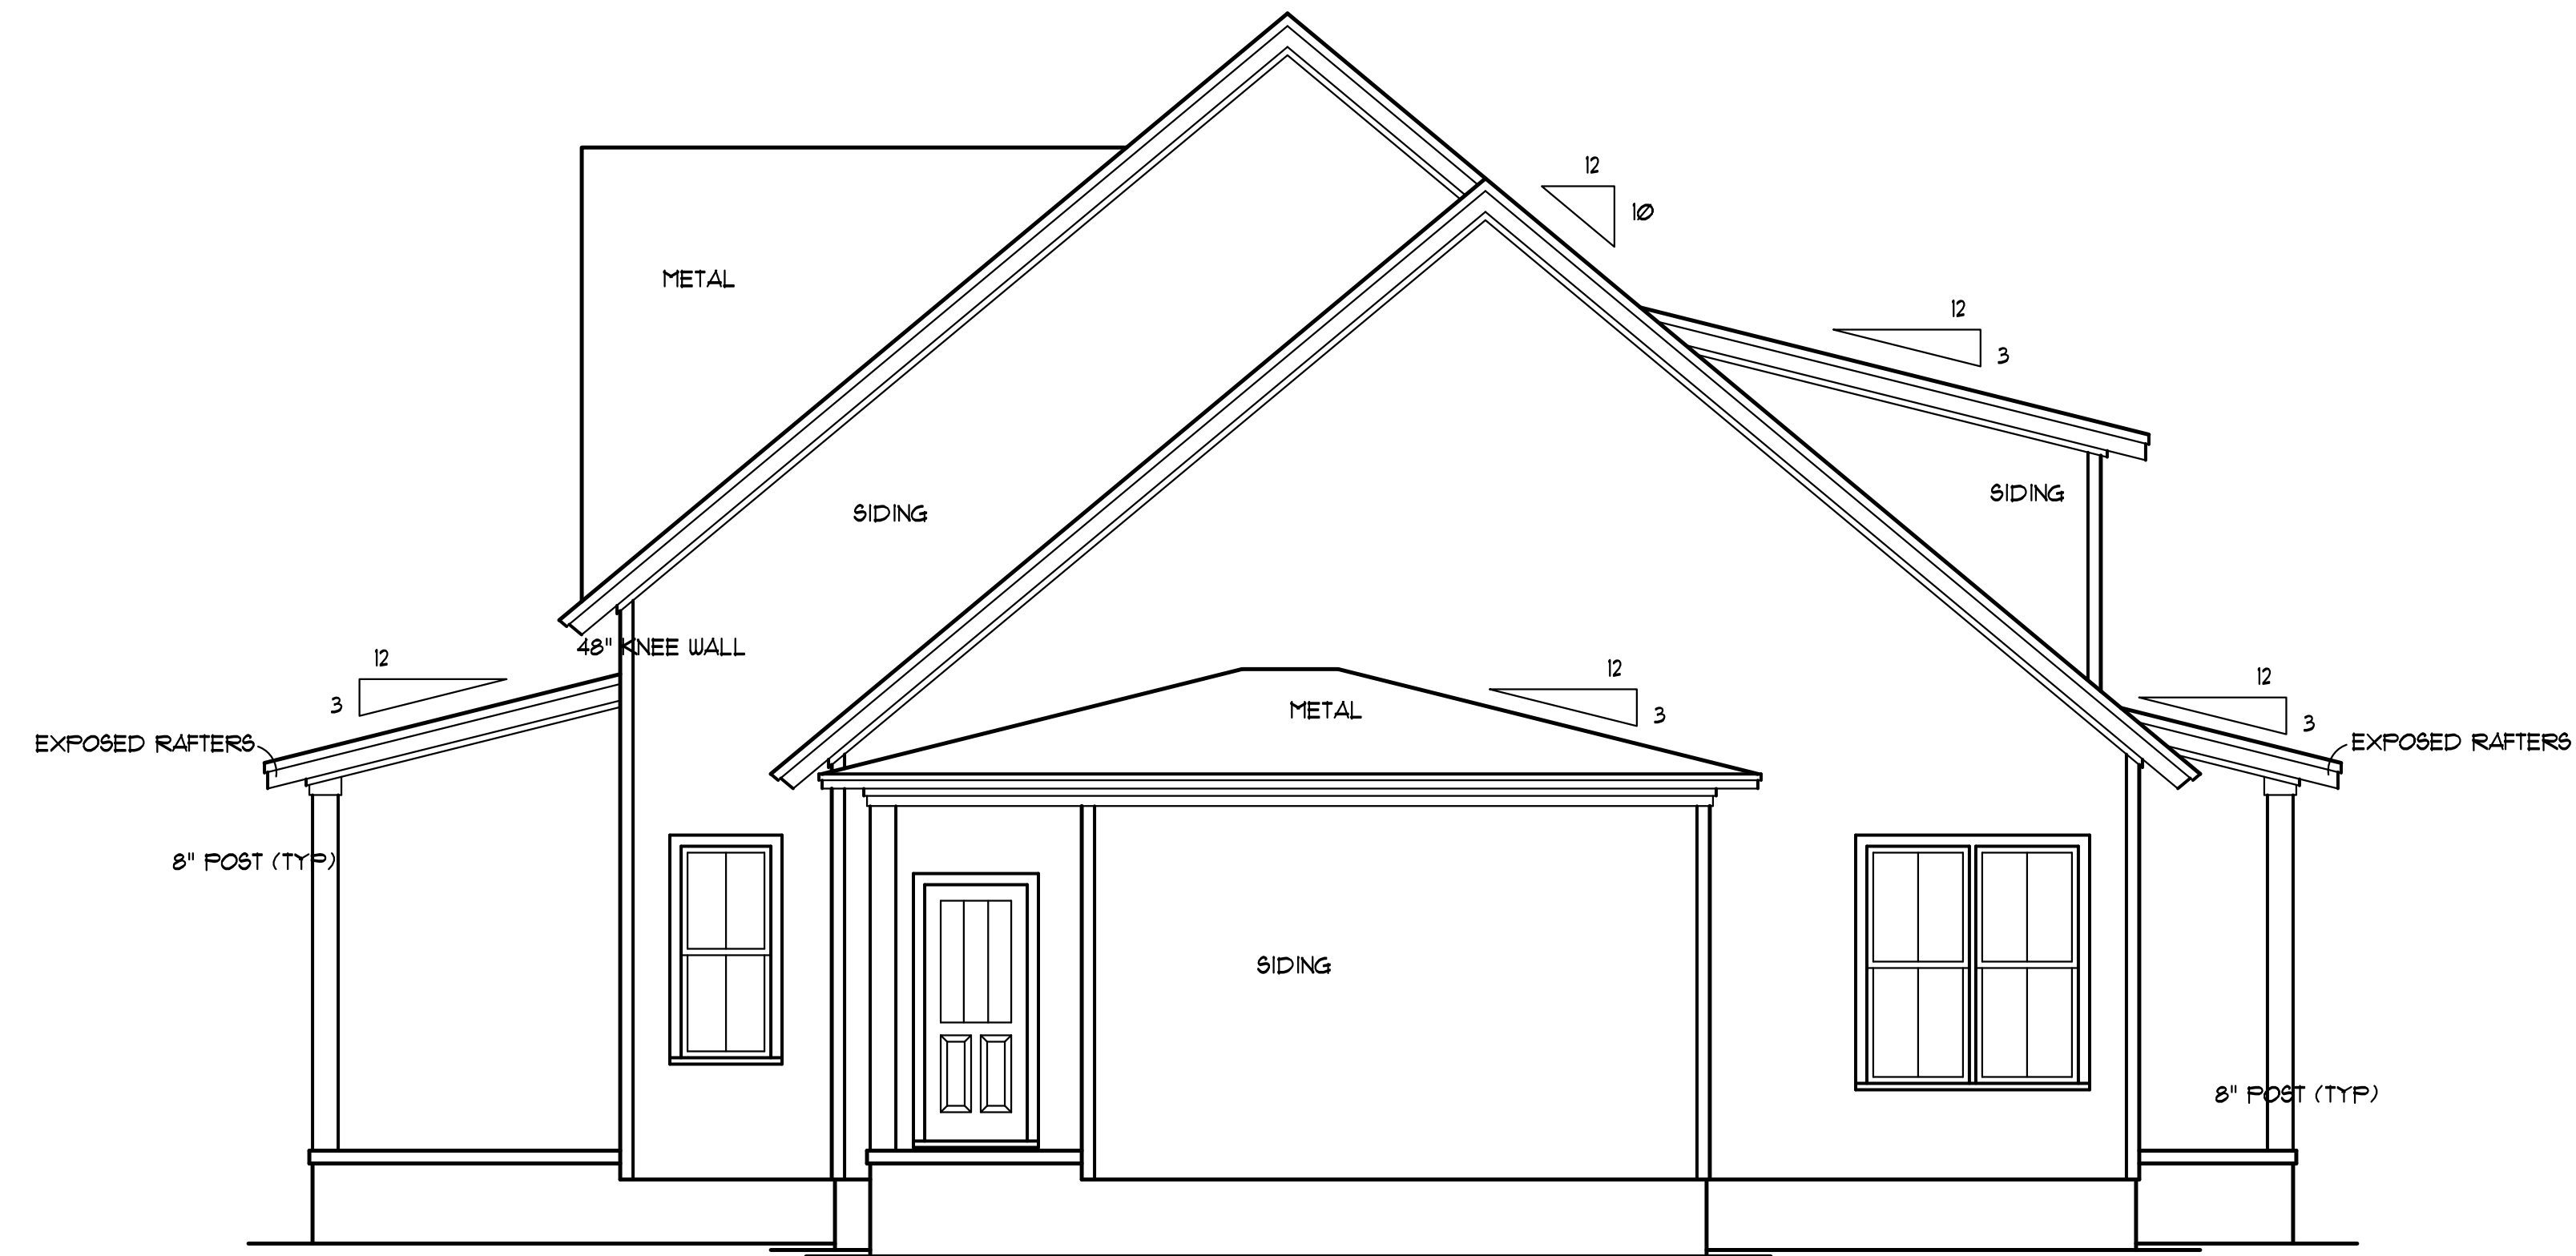 12
10
METAL
12
3
SIDING
SIDING
48" KNEE WALL
12
3
12
3
METAL
12
3
EXPOSED RAFTERS
EXPOSED RAFTERS
8" POST (TYP)
SIDING
8" POST (TYP)